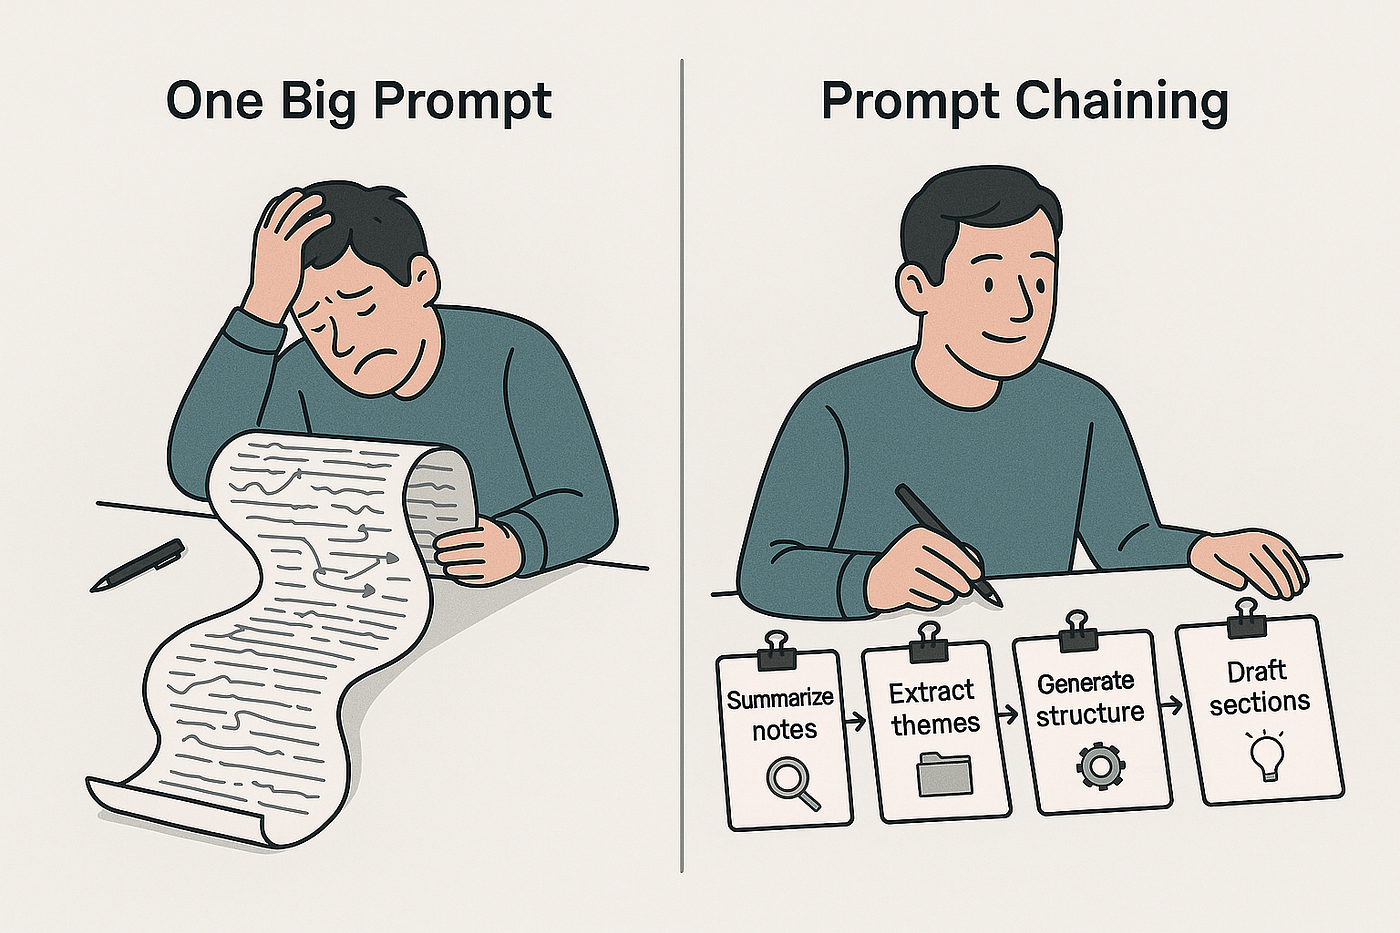 One Big Prompt
Prompt Chaining
Summarize
notes
Extract
themes
Generate
structure
Draft
sections